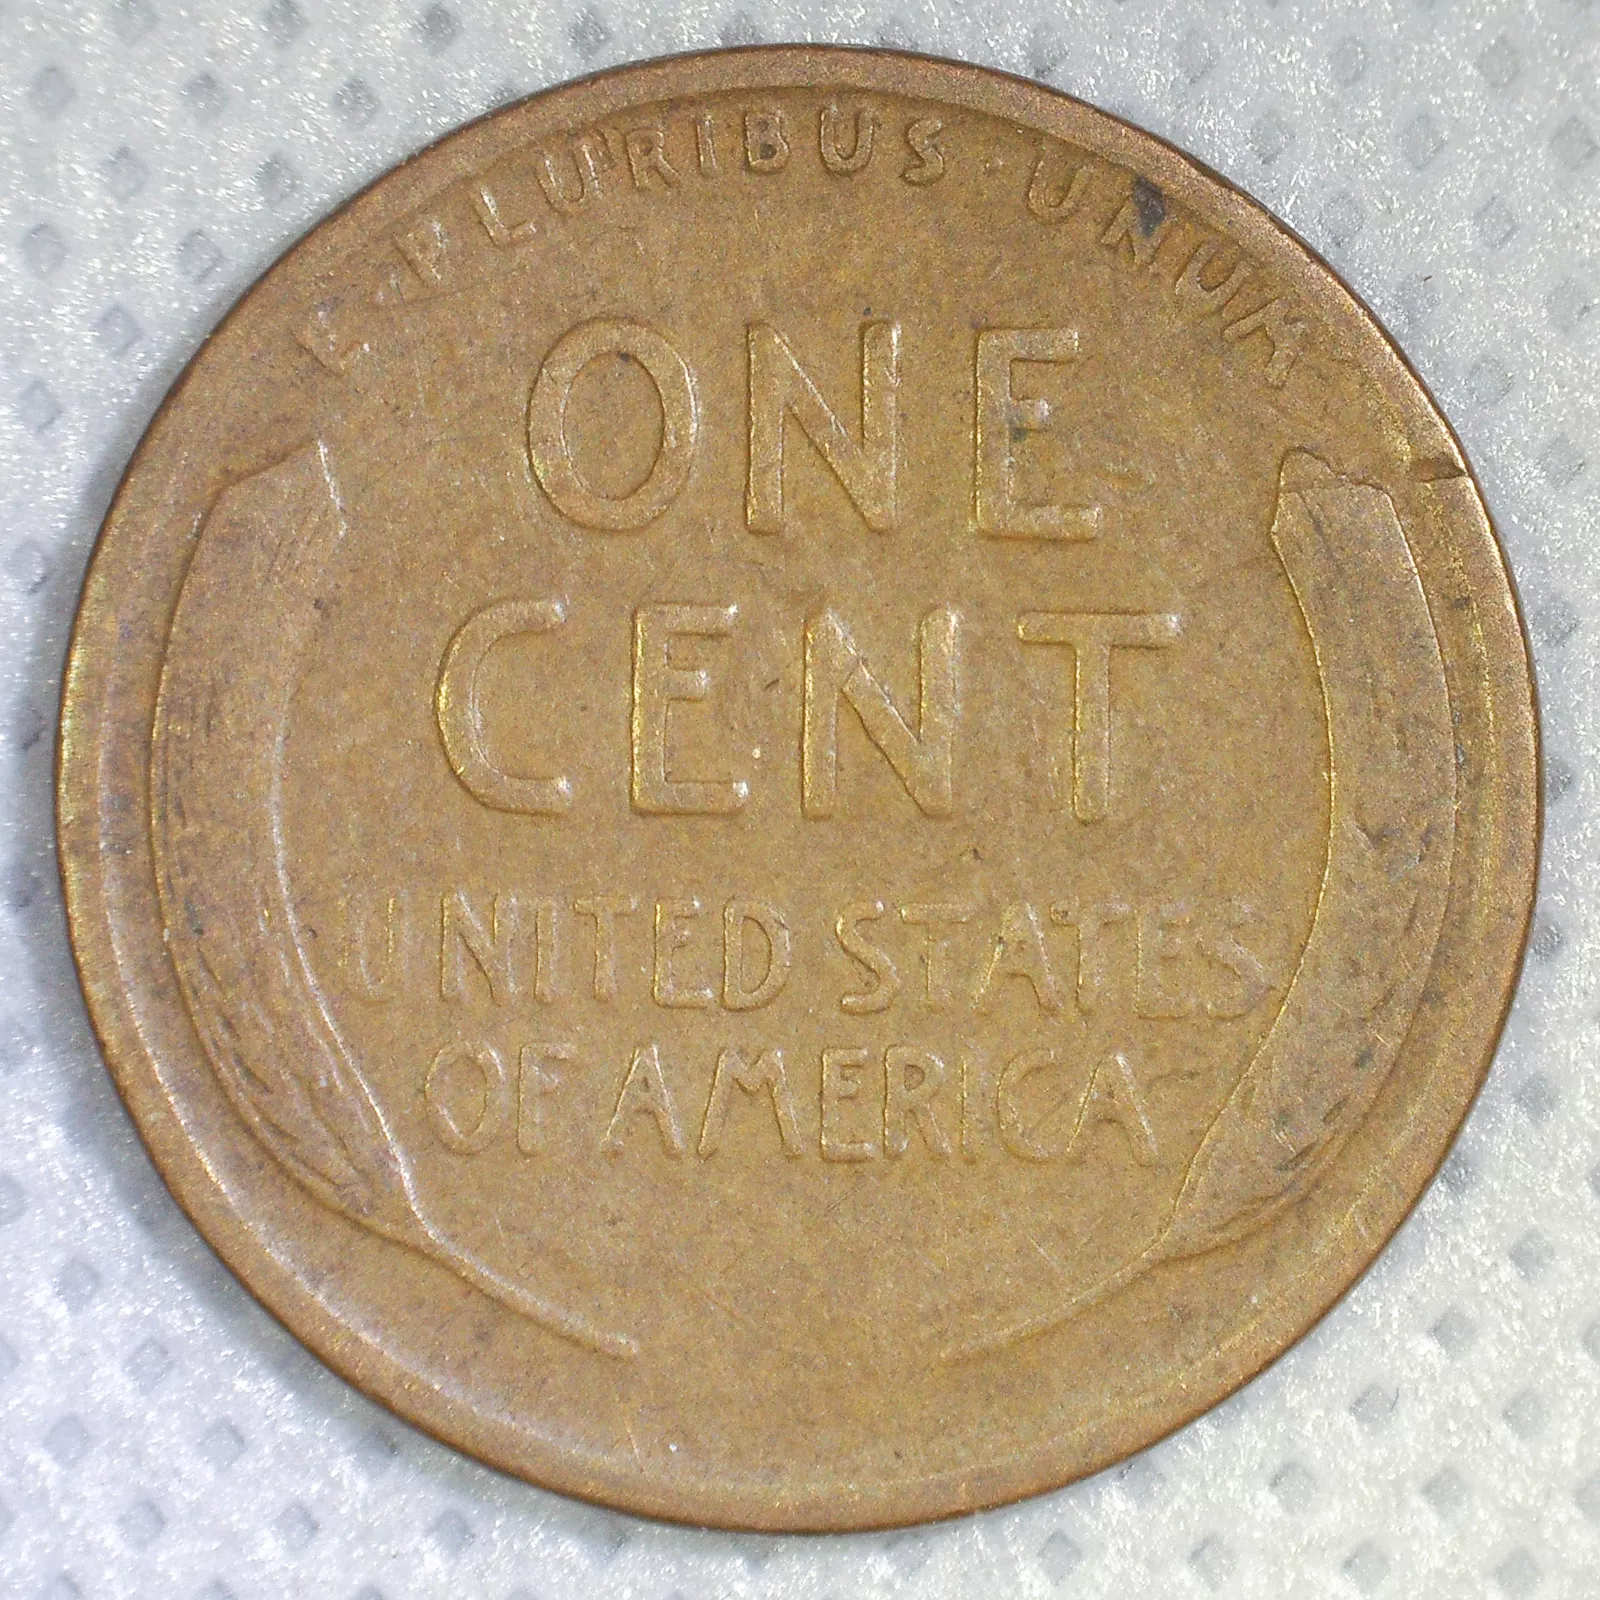 E·PLURIBUS·UNUM
ONE
CENT
UNITED STATES
OF AMERICA